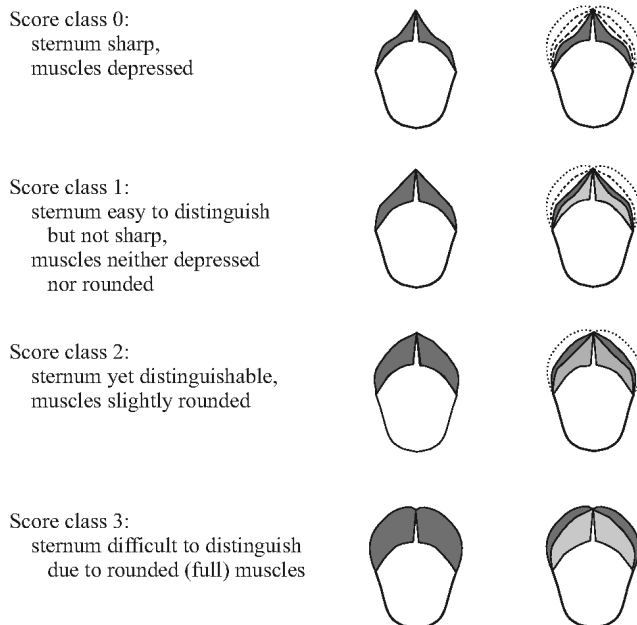 Score class 0:
sternum sharp,
muscles depressed
Score class 1:
sternum easy to distinguish
but not sharp,
muscles neither depressed
nor rounded
Score class 2:
sternum yet distinguishable,
muscles slightly rounded
Score class 3:
sternum difficult to distinguish
due to rounded (full) muscles